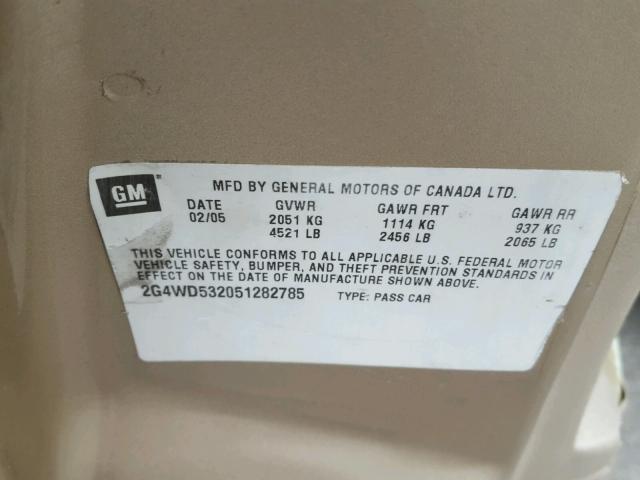 GM
MFD BY GENERAL MOTORS OF CANADA LTD.
DATE GVWR GAWR FRT GAWR RR
02/05 2051 KG 1114 KG 937 KG
4521 LB 2456 LB 2065 LB
THIS VEHICLE CONFORMS TO ALL APPLICABLE U.S. FEDERAL MOTOR
VEHICLE SAFETY, BUMPER, AND THEFT PREVENTION STANDARDS IN
EFFECT ON THE DATE OF MANUFACTURE SHOWN ABOVE.
2G4WD532051282785 TYPE: PASS CAR